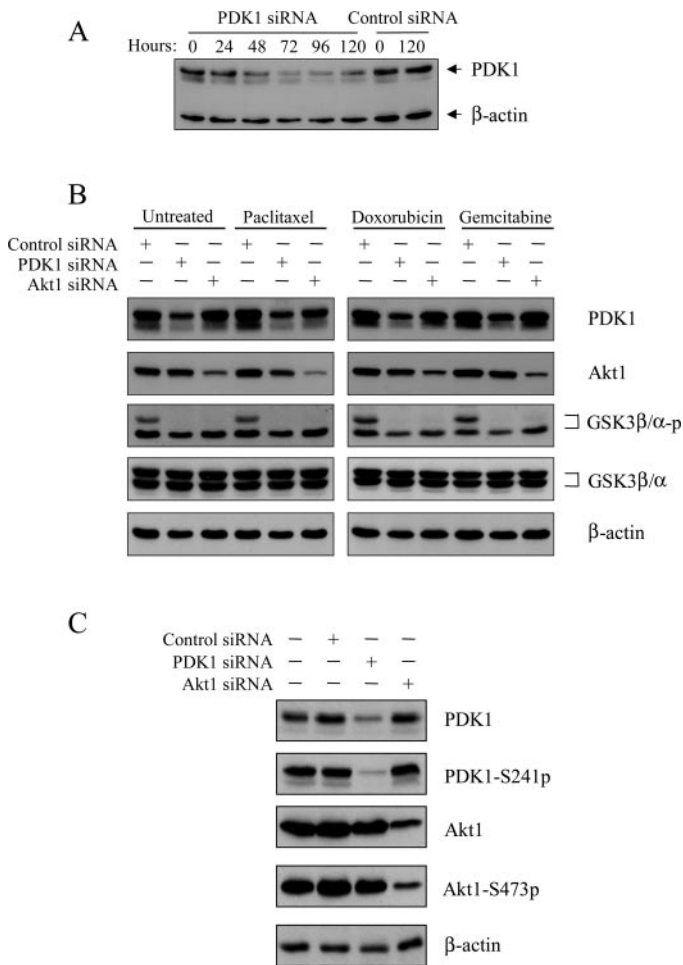 A
PDK1 siRNA Control siRNA
Hours: 0 24 48 72 96 120 0 120
PDK1
β-actin
B
Untreated Paclitaxel Doxorubicin Gemcitabine
Control siRNA + – – + – – + – – + – –
PDK1 siRNA – + – – + – – + – – + –
Akt1 siRNA – – + – – + – – + – – +
PDK1
Akt1
GSK3β/α-p
GSK3β/α
β-actin
C
Control siRNA – + – –
PDK1 siRNA – – + –
Akt1 siRNA – – – +
PDK1
PDK1-S241p
Akt1
Akt1-S473p
β-actin